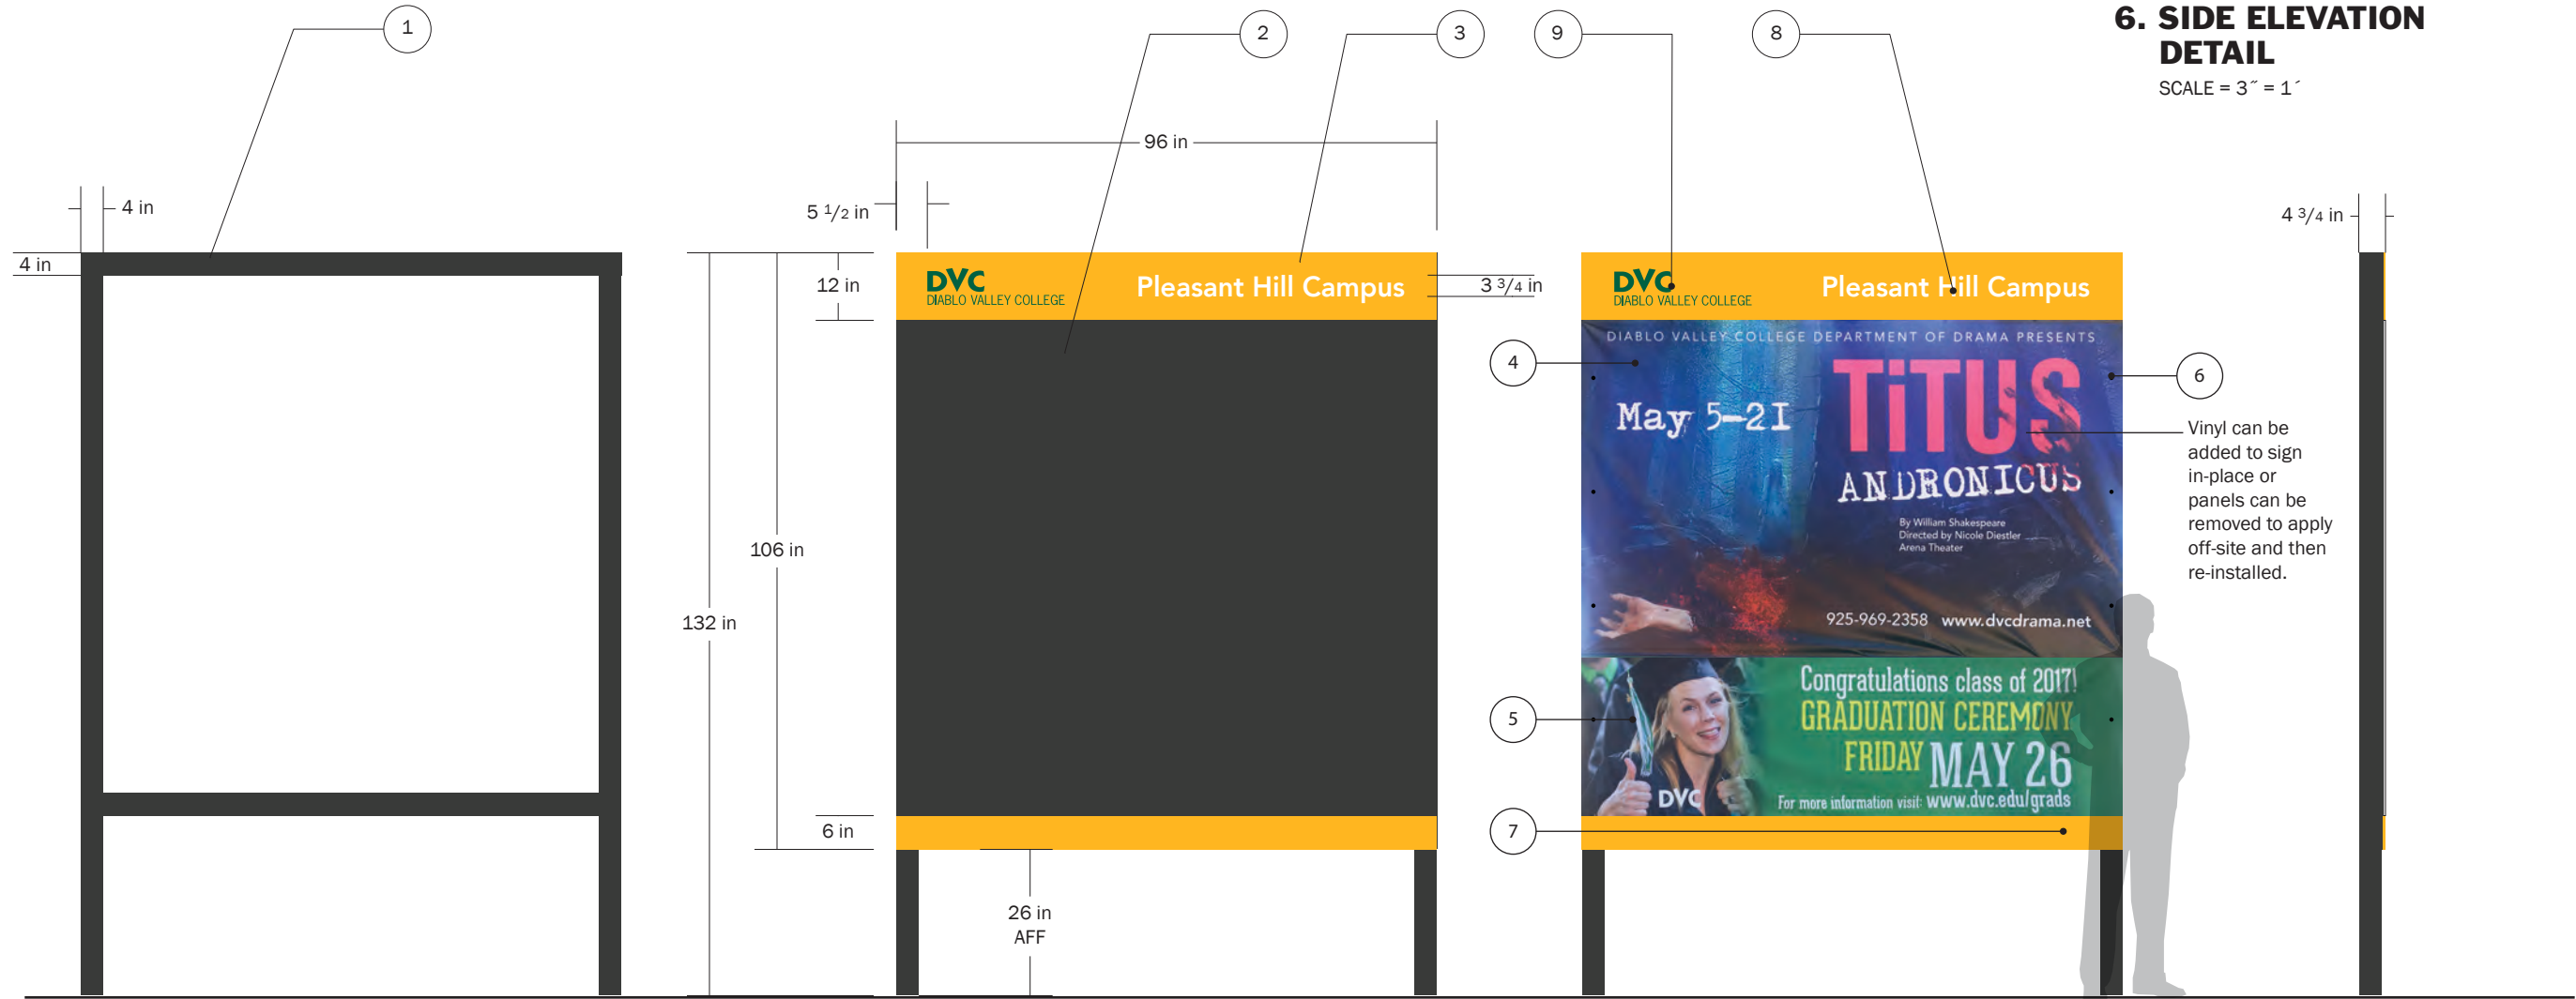 1
2
3
9
8
6. SIDE ELEVATION
DETAIL
SCALE = 3˝ = 1´
96 in
4 in
5 1/2 in
4 3/4 in
4 in
12 in
3 3/4 in
DVC
DIABLO VALLEY COLLEGE
Pleasant Hill Campus
DVC
DIABLO VALLEY COLLEGE
Pleasant Hill Campus
DIABLO VALLEY COLLEGE DEPARTMENT OF DRAMA PRESENTS
4
6
TiTUS
May 5–21
ANDRONICUS
Vinyl can be
added to sign
in-place or
panels can be
removed to apply
off-site and then
re-installed.
By William Shakespeare
Directed by Nicole Diestler
Arena Theater
106 in
132 in
925-969-2358 www.dvcdrama.net
Congratulations class of 2017!
GRADUATION CEREMONY
FRIDAY MAY 26
For more information visit: www.dvc.edu/grads
DVC
5
6 in
7
26 in
AFF